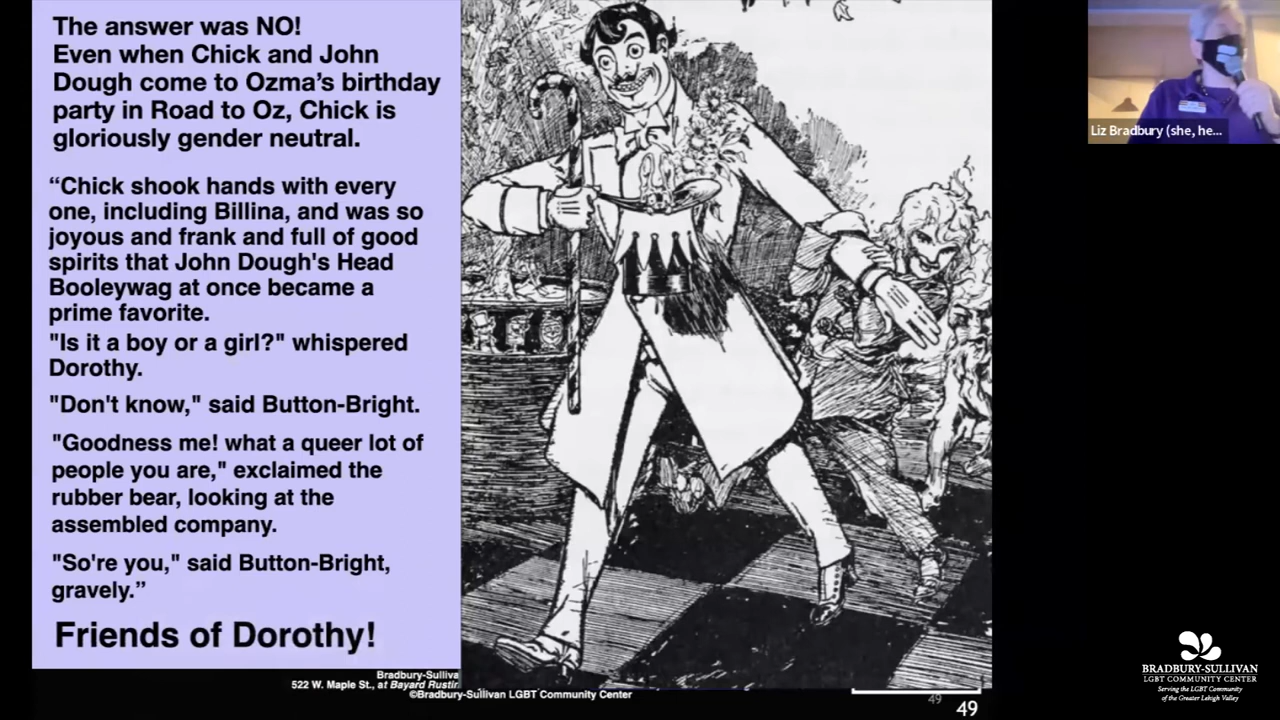 The answer was NO!
Even when Chick and John
Dough come to Ozma’s birthday
party in Road to Oz, Chick is
gloriously gender neutral.
“Chick shook hands with every
one, including Billina, and was so
joyous and frank and full of good
spirits that John Dough's Head
Booleywag at once became a
prime favorite.
"Is it a boy or a girl?" whispered
Dorothy.
"Don't know," said Button-Bright.
"Goodness me! what a queer lot of
people you are," exclaimed the
rubber bear, looking at the
assembled company.
"So're you," said Button-Bright,
gravely.”
Friends of Dorothy!
Bradbury-Sulliva
522 W. Maple St., at Bayard Rustin
©Bradbury-Sullivan LGBT Community Center
49
49
Liz Bradbury (she, he...
BRADBURY-SULLIVAN
LGBT COMMUNITY CENTER
Serving the LGBT Community
of the Greater Lehigh Valley